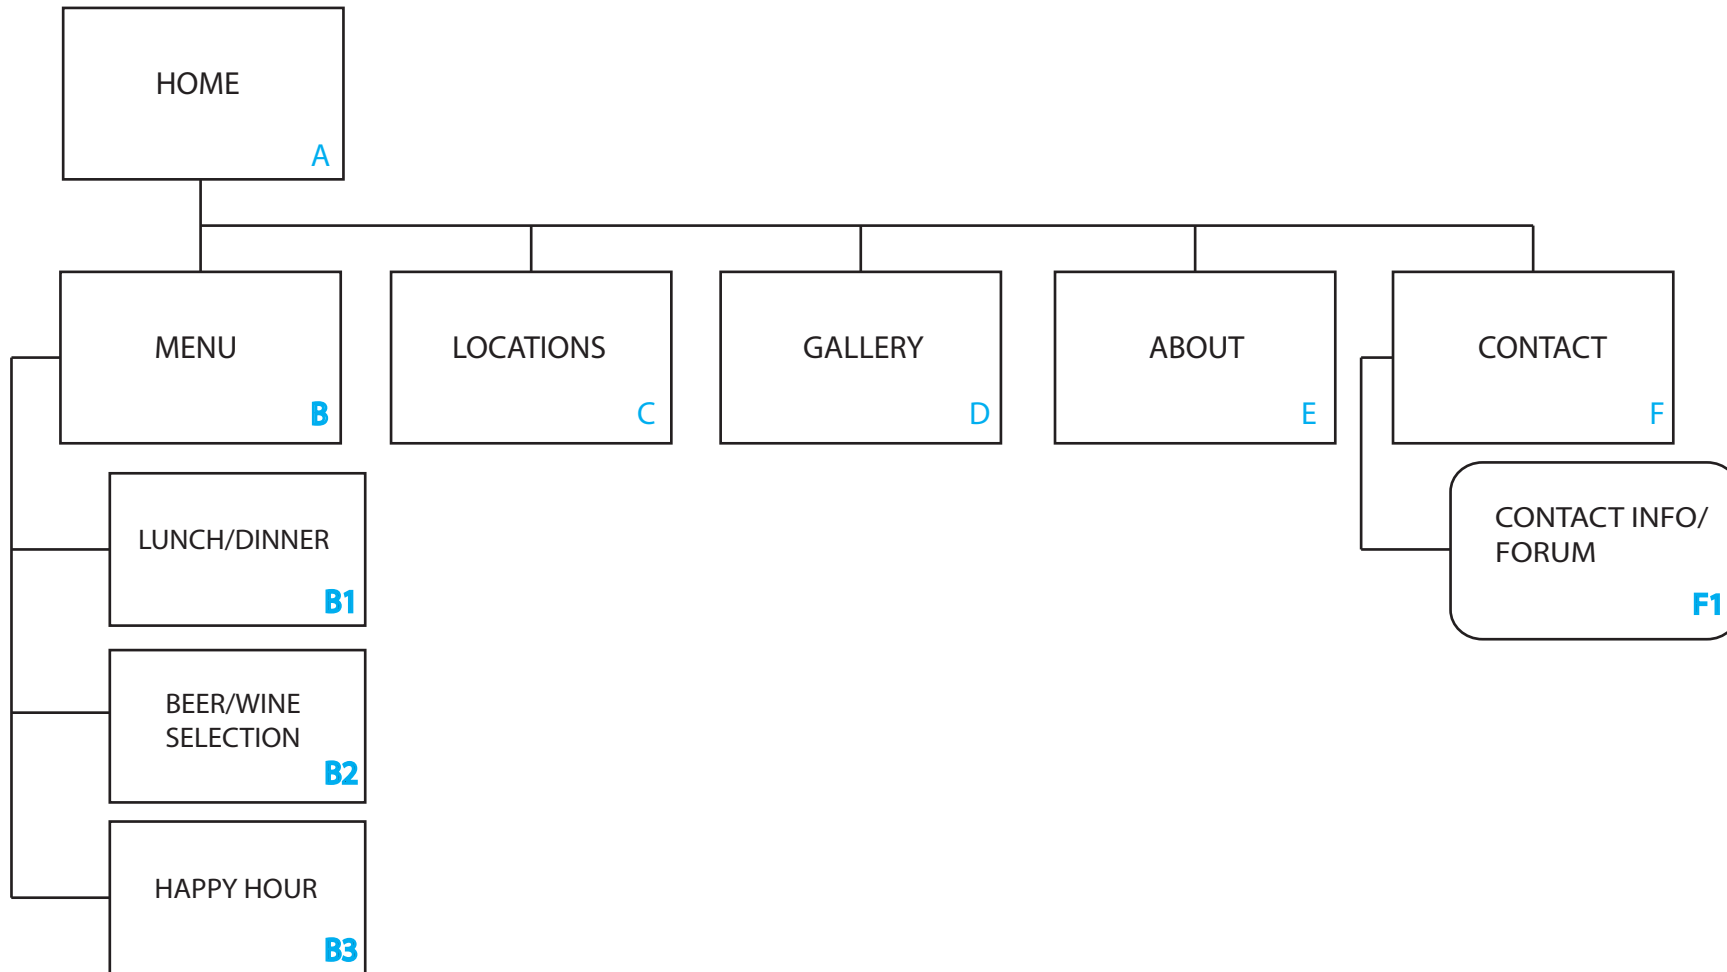 HOME
A
MENU
B
LOCATIONS
C
GALLERY
D
ABOUT
E
CONTACT
F
LUNCH/DINNER
B1
BEER/WINE
SELECTION
B2
HAPPY HOUR
B3
CONTACT INFO/
FORUM
F1